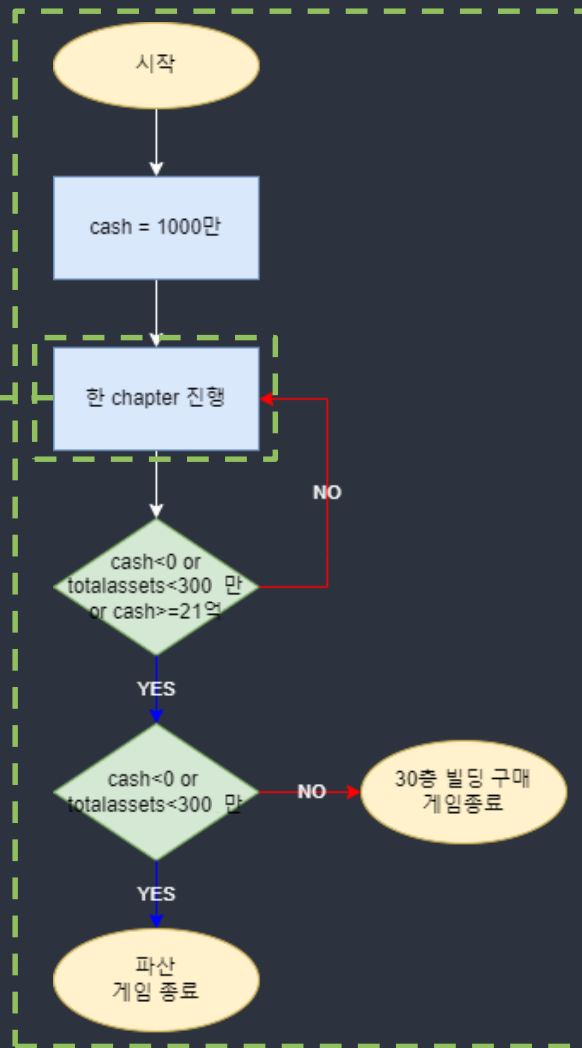 시작
cash = 1000만
한 chapter 진행
NO
cash<0 or
totalassets<300 만
or cash>=21억
YES
cash<0 or
totalassets<300 만
NO
30층 빌딩 구매
게임종료
YES
파산
게임 종료